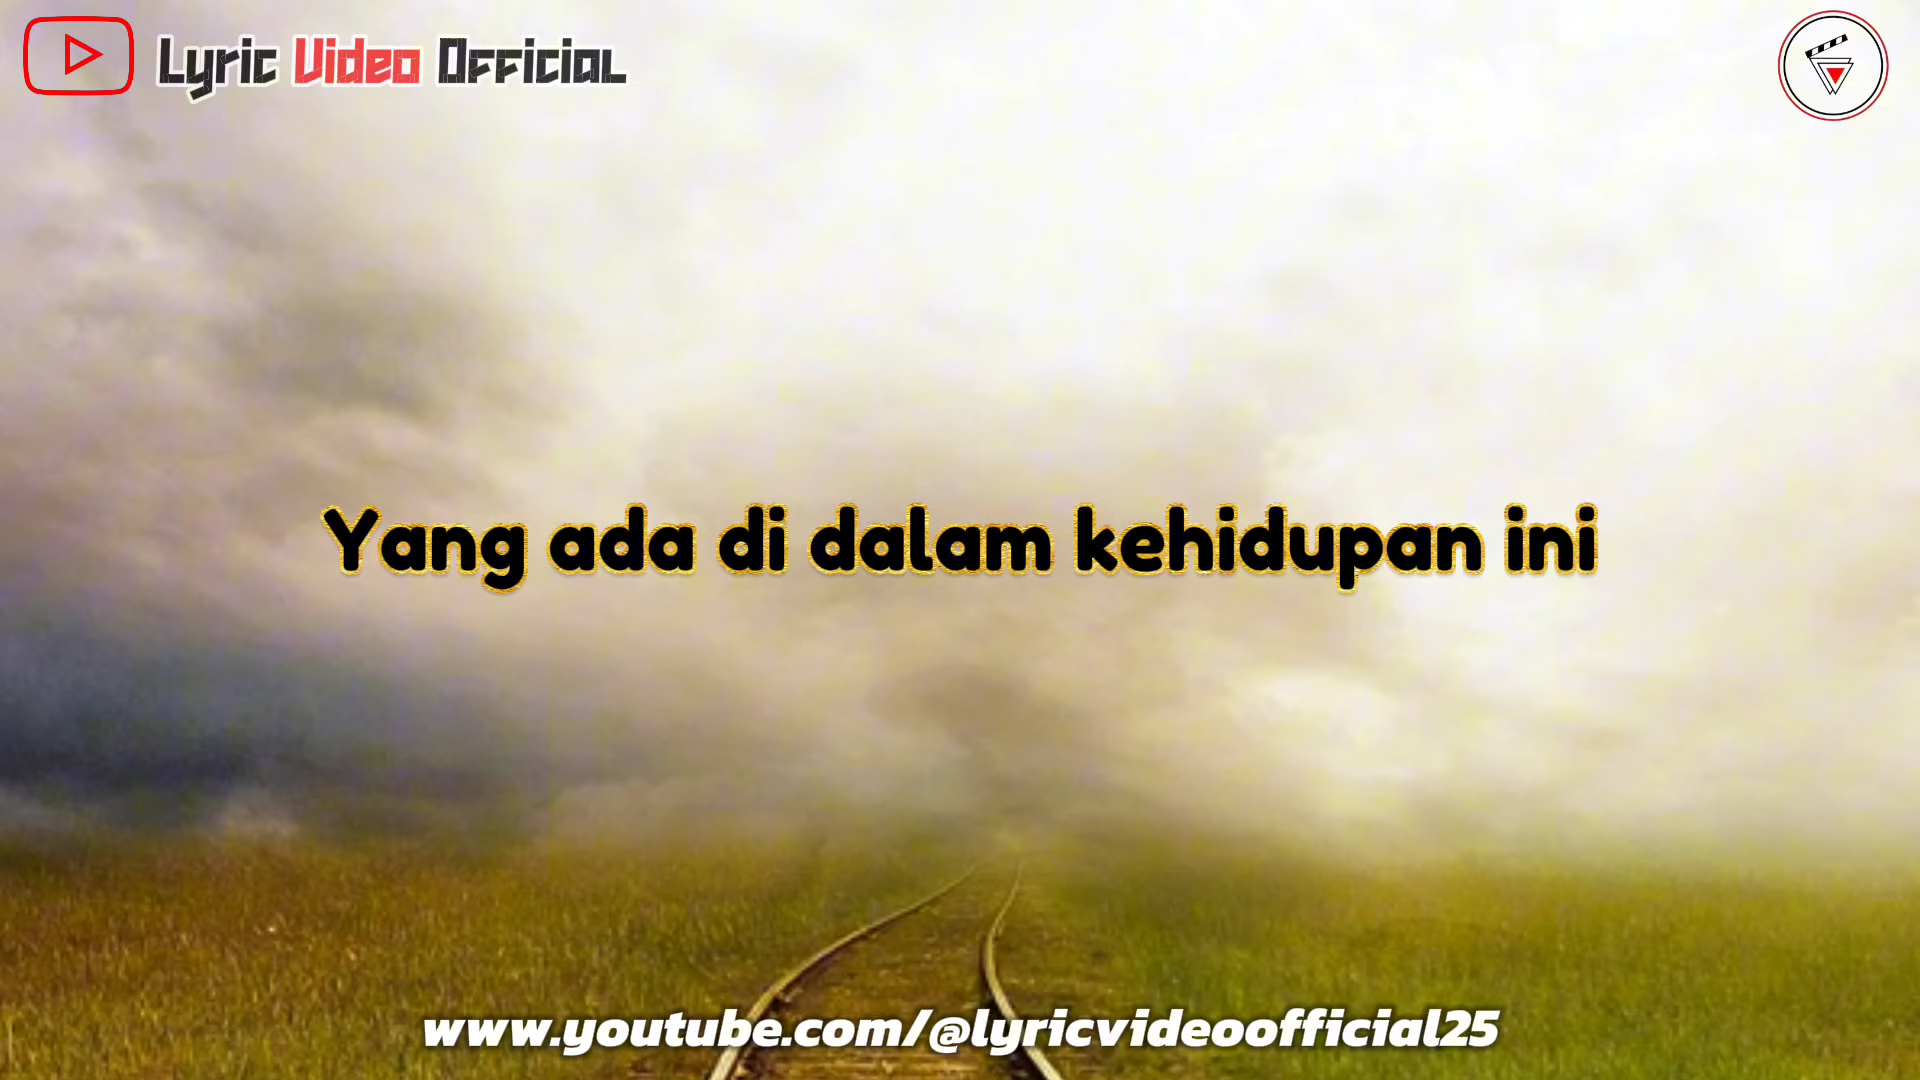 Lyric Video Official
Yang ada di dalam kehidupan ini
www.youtube.com/@lyricvideoofficial25